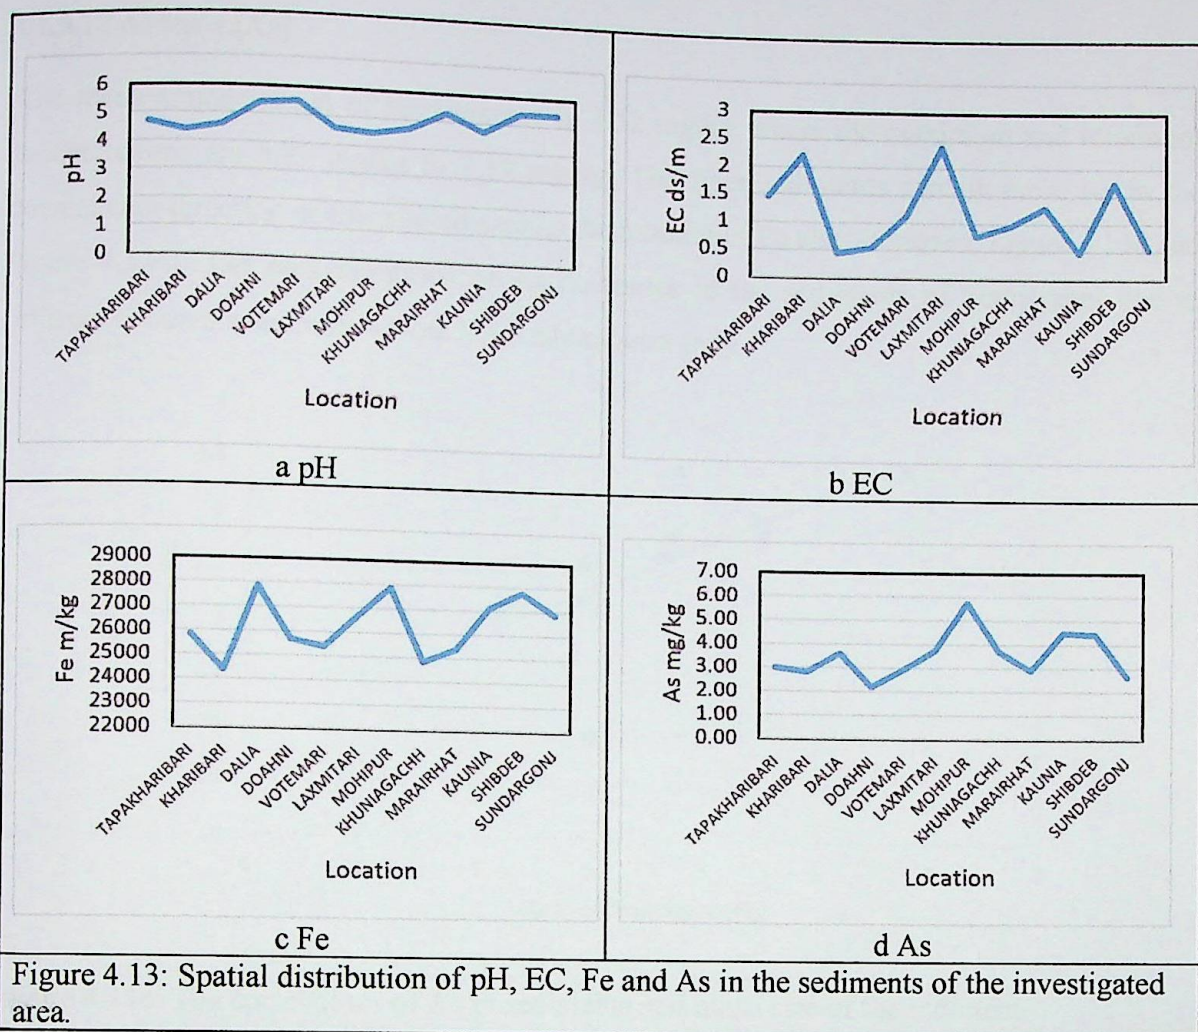 6
5
4
3
2
1
0
pH
TAPAKHARIBARI
KHARIBARI
DALIA
DOAHNI
VOTEMARI
LAXMITARI
MOHIPUR
KHUNIAGACHH
MARAIRHAT
KAUNIA
SHIBDEB
SUNDARGONJ
Location
a pH
3
2.5
2
1.5
1
0.5
0
EC ds/m
TAPAKHARIBARI
KHARIBARI
DALIA
DOAHNI
VOTEMARI
LAXMITARI
MOHIPUR
KHUNIAGACHH
MARAIRHAT
KAUNIA
SHIBDEB
SUNDARGONJ
Location
b EC
29000
28000
27000
26000
25000
24000
23000
22000
Fe m/kg
TAPAKHARIBARI
KHARIBARI
DALIA
DOAHNI
VOTEMARI
LAXMITARI
MOHIPUR
KHUNIAGACHH
MARAIRHAT
KAUNIA
SHIBDEB
SUNDARGONJ
Location
c Fe
7.00
6.00
5.00
4.00
3.00
2.00
1.00
0.00
As mg/kg
TAPAKHARIBARI
KHARIBARI
DALIA
DOAHNI
VOTEMARI
LAXMITARI
MOHIPUR
KHUNIAGACHH
MARAIRHAT
KAUNIA
SHIBDEB
SUNDARGONJ
Location
d As
Figure 4.13: Spatial distribution of pH, EC, Fe and As in the sediments of the investigated
area.